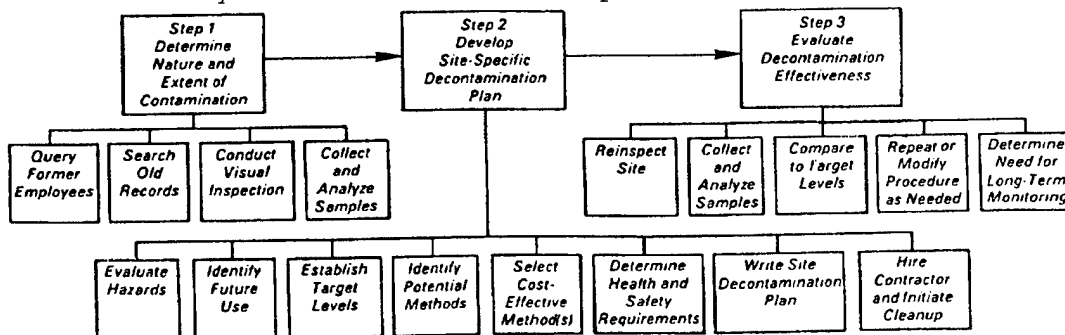 Step 1
Determine
Nature and
Extent of
Contamination
Step 2
Develop
Site-Specific
Decontamination
Plan
Step 3
Evaluate
Decontamination
Effectiveness
Query
Former
Employees
Search
Old
Records
Conduct
Visual
Inspection
Collect
and
Analyze
Samples
Reinspect
Site
Collect
and
Analyze
Samples
Compare
to Target
Levels
Repeat or
Modify
Procedure
as Needed
Determine
Need for
Long-Term
Monitoring
Evaluate
Hazards
Identify
Future
Use
Establish
Target
Levels
Identify
Potential
Methods
Select
Cost-
Effective
Method(s)
Determine
Health and
Safety
Requirements
Write Site
Decontamination
Plan
Hire
Contractor
and Initiate
Cleanup